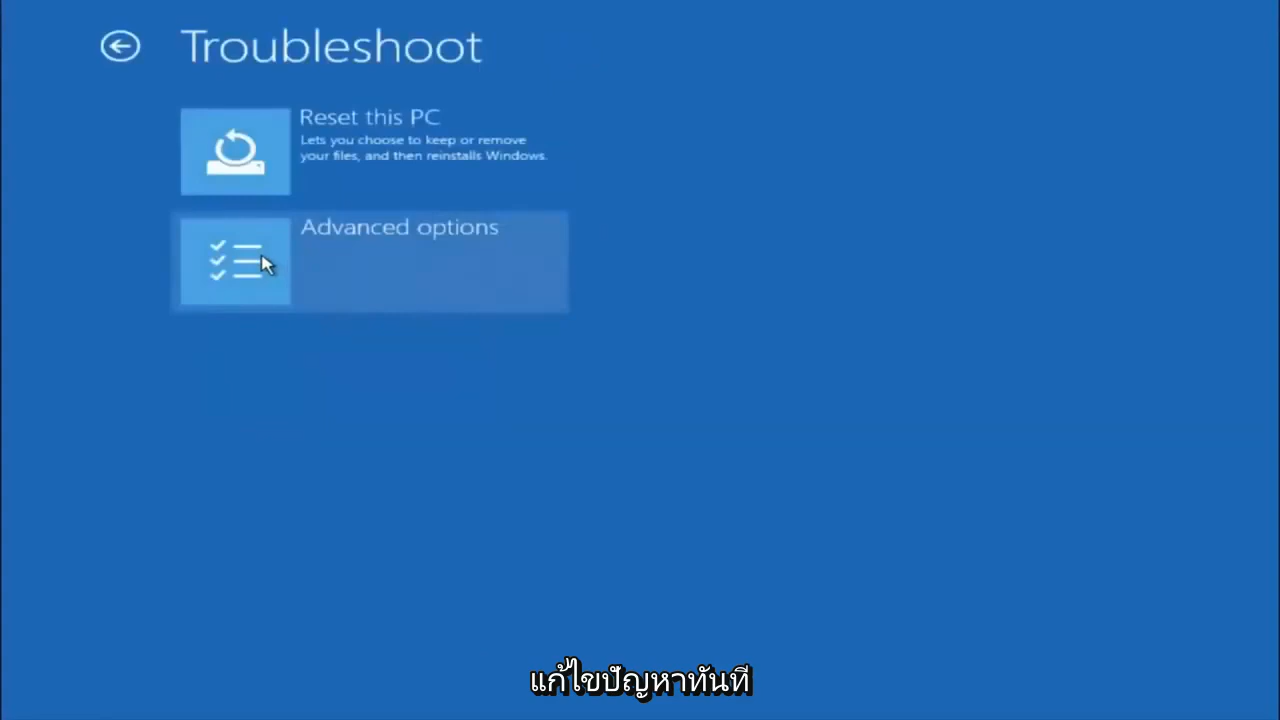 Troubleshoot
Reset this PC
Lets you choose to keep or remove
your files, and then reinstalls Windows.
Advanced options
แก้ไขปัญหาทันที